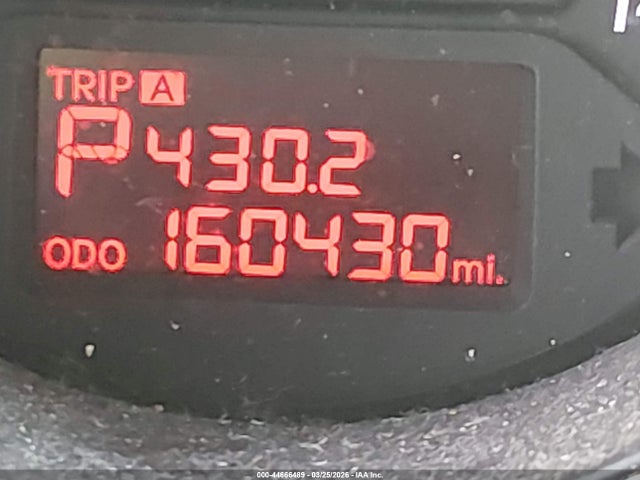 TRIP A
P 430.2
ODO 160430 mi.
000-44666489 - 03/25/2026 - IAA Inc.